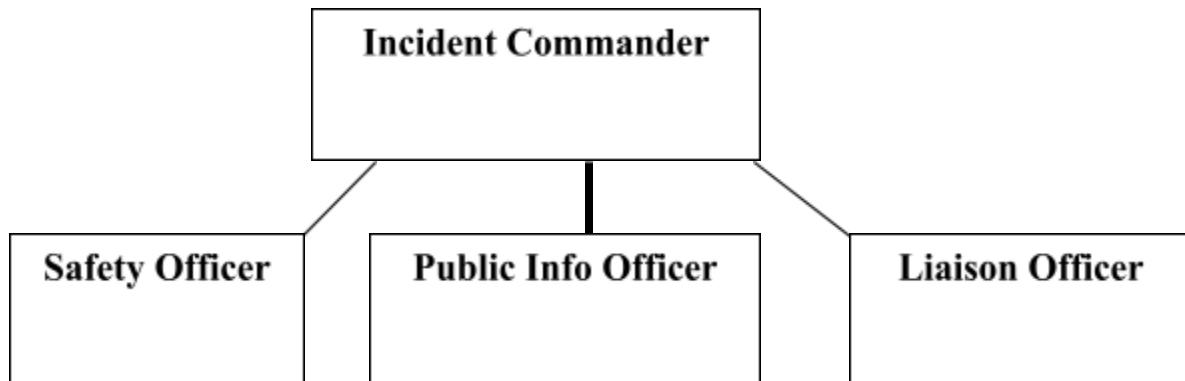 Incident Commander
Safety Officer
Public Info Officer
Liaison Officer